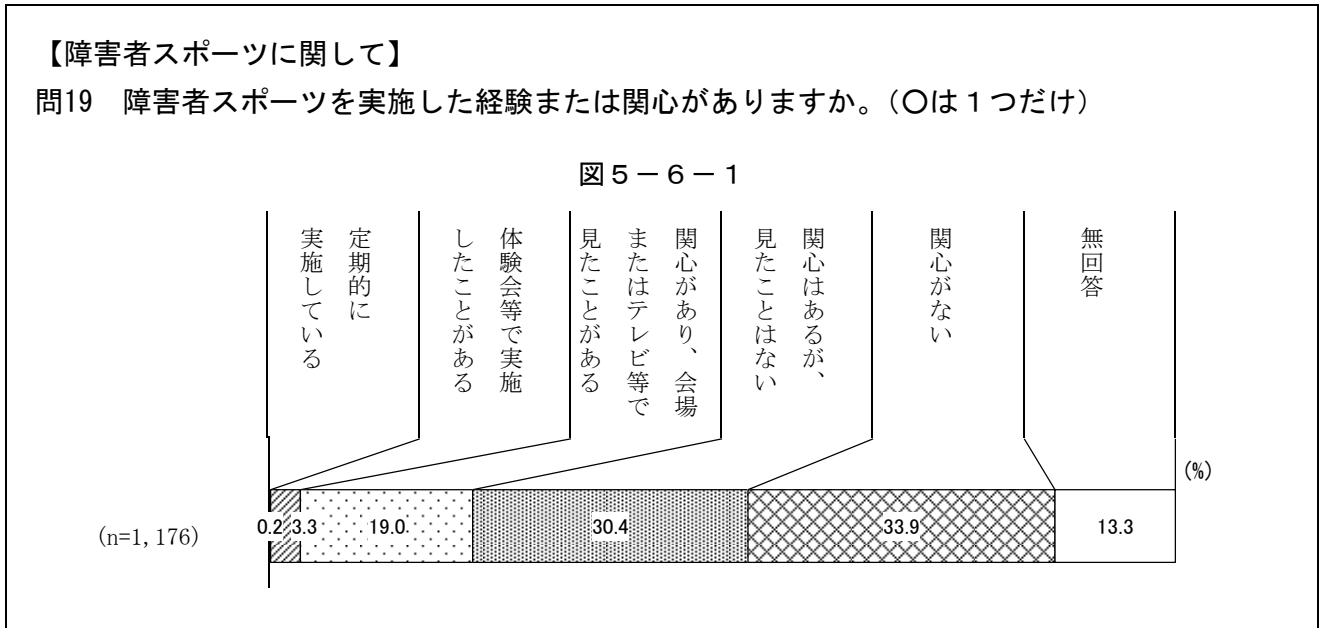 【障害者スポーツに関して】
問19　障害者スポーツを実施した経験または関心がありますか。（○は１つだけ）
図５－６－１
定期的に
実施している
体験会等で実施
したことがある
関心があり、会場
またはテレビ等で
見たことがある
関心はあるが、
見たことはない
関心がない
無回答
(%)
(n=1,176)
0.2
3.3
19.0
30.4
33.9
13.3